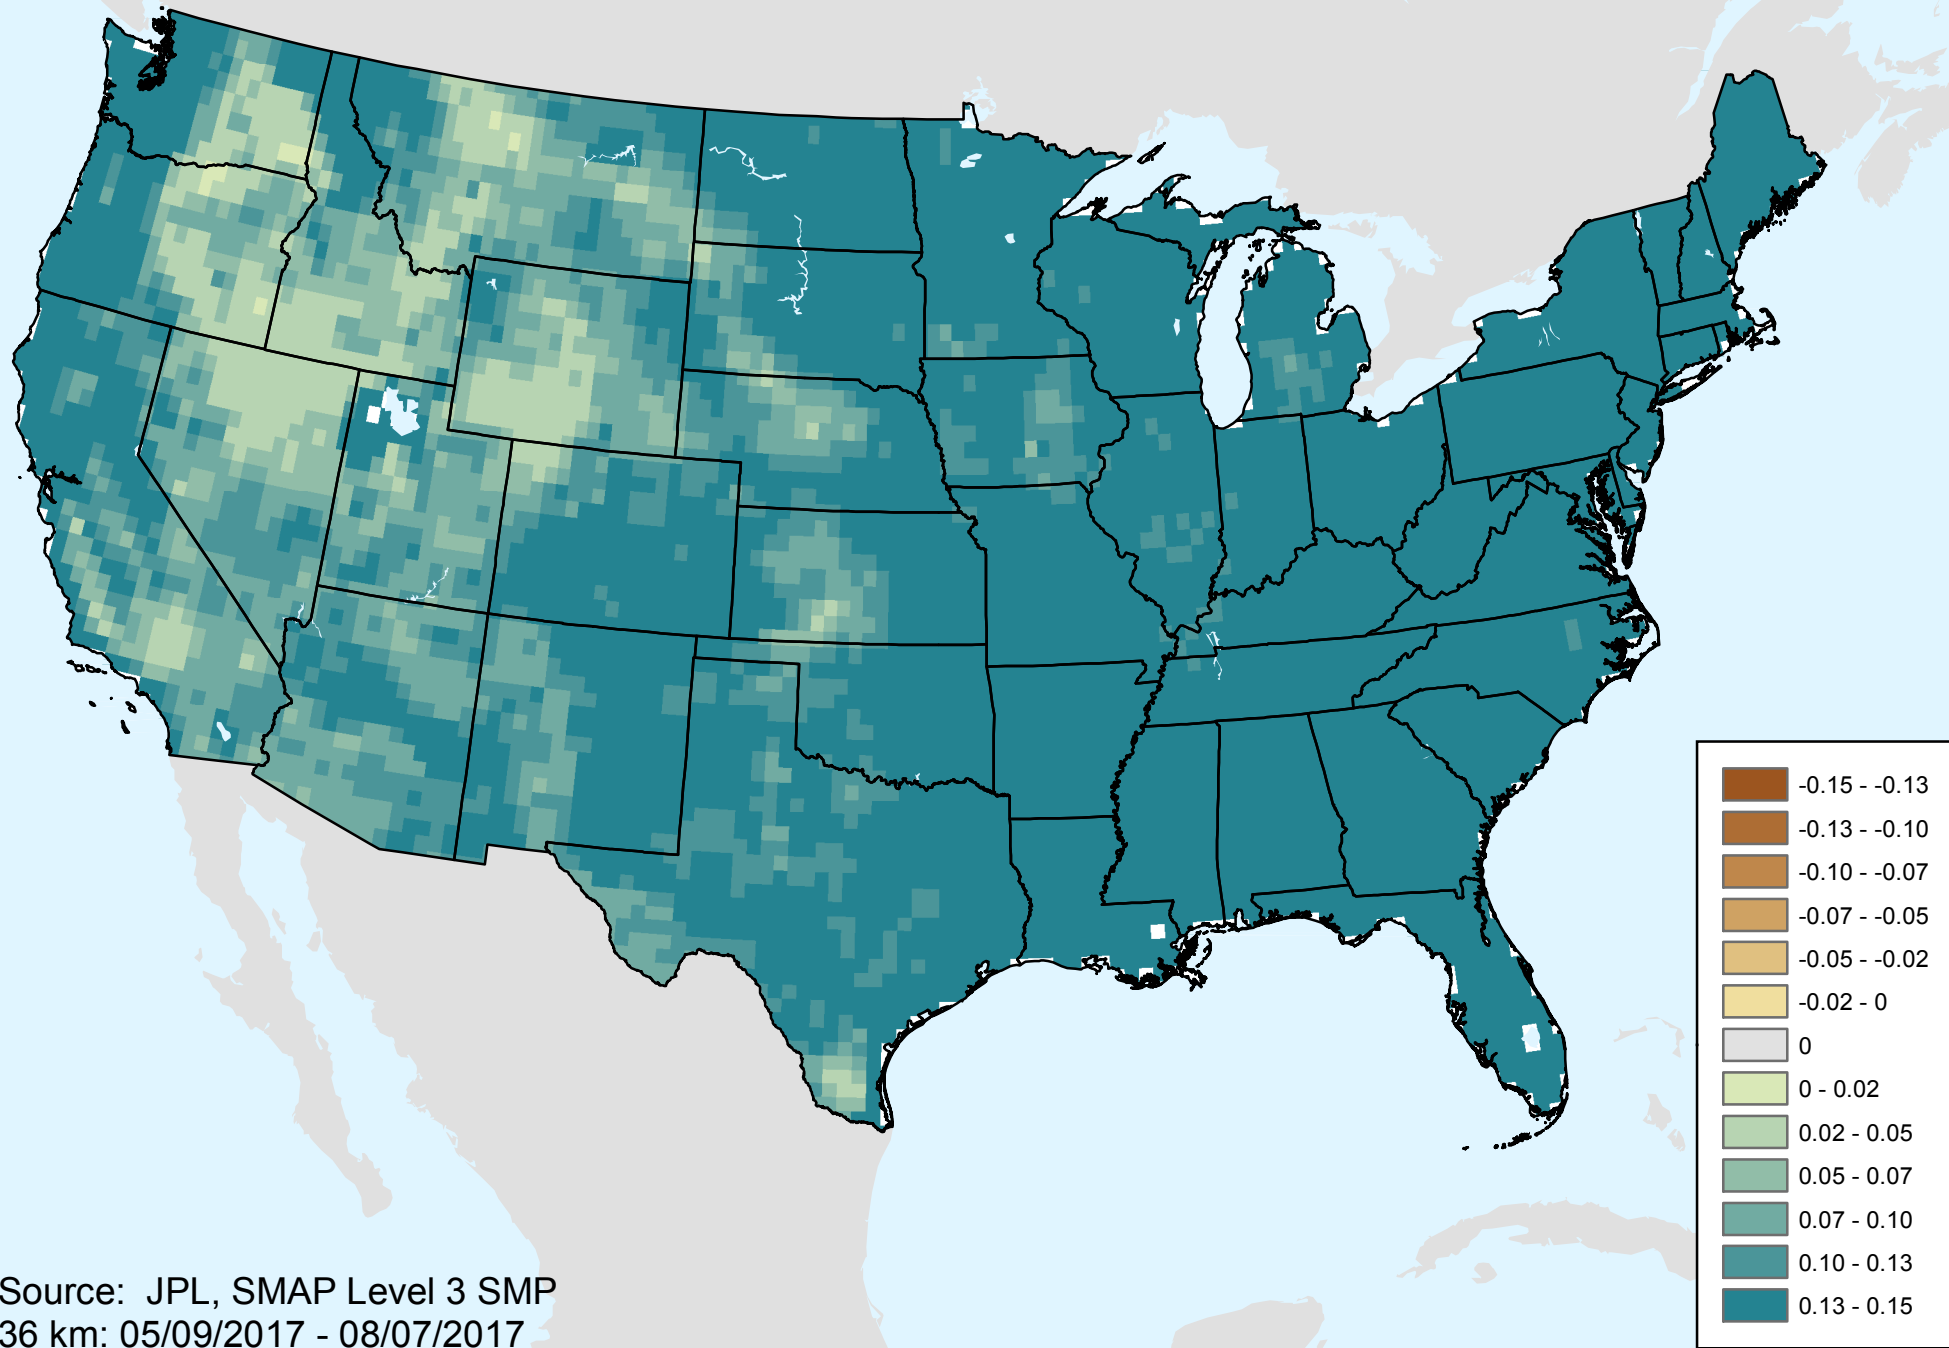 -0.15 - -0.13
-0.13 - -0.10
-0.10 - -0.07
-0.07 - -0.05
-0.05 - -0.02
-0.02 - 0
0
0 - 0.02
0.02 - 0.05
0.05 - 0.07
0.07 - 0.10
0.10 - 0.13
0.13 - 0.15
Source: JPL, SMAP Level 3 SMP
36 km: 05/09/2017 - 08/07/2017